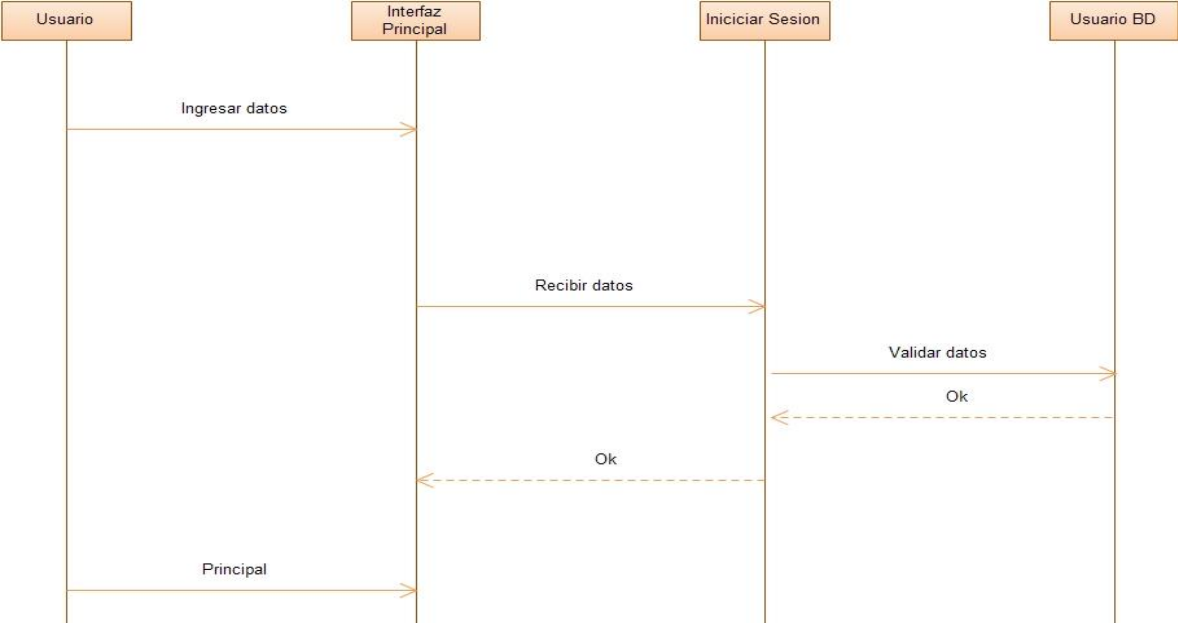 Usuario
Interfaz
Principal
Iniciciar Sesion
Usuario BD
Ingresar datos
Recibir datos
Validar datos
Ok
Ok
Principal